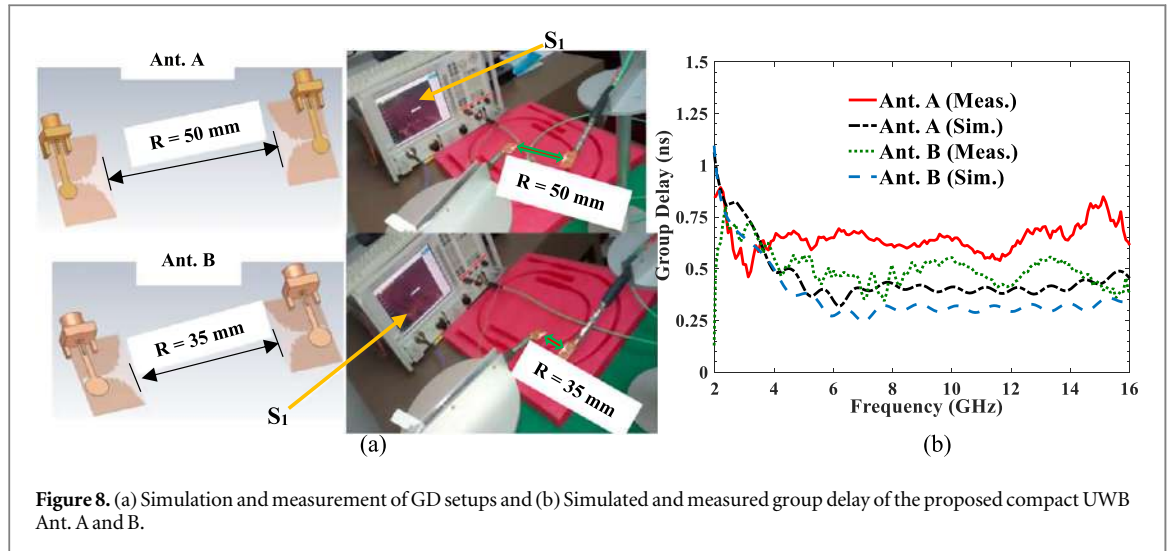 Ant. A
R = 50 mm
Ant. B
R = 35 mm
S1
R = 50 mm
R = 35 mm
S1
(a)
1.5
1.25
1
0.75
0.5
0.25
0
Group Delay (ns)
Ant. A (Meas.)
Ant. A (Sim.)
Ant. B (Meas.)
Ant. B (Sim.)
2 4 6 8 10 12 14 16
Frequency (GHz)
(b)
Figure 8. (a) Simulation and measurement of GD setups and (b) Simulated and measured group delay of the proposed compact UWB
Ant. A and B.